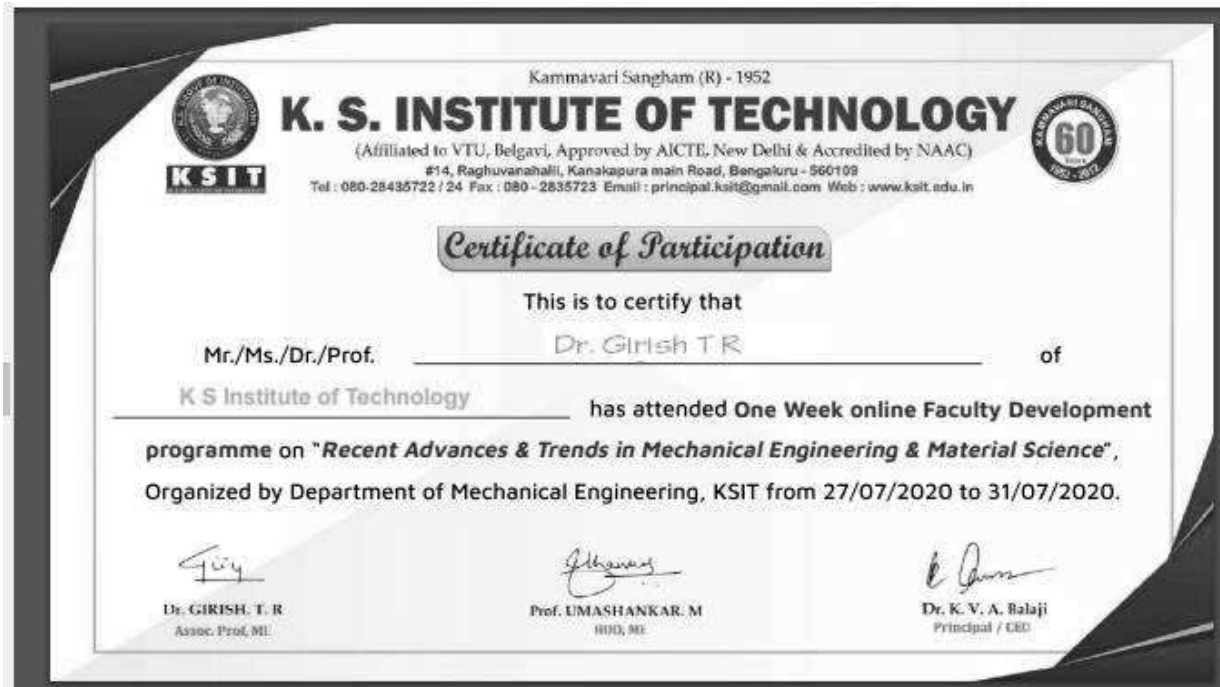 Kammavari Sangham (R) - 1952
K. S. INSTITUTE OF TECHNOLOGY
(Affiliated to VTU, Belgavi, Approved by AICTE, New Delhi & Accredited by NAAC)
#14, Raghuvanahalli, Kanakapura main Road, Bengaluru - 560109
Tel : 080-28435722 / 24 Fax : 080 - 2835723 Email : principal.ksit@gmail.com Web : www.ksit.edu.in
KSIT
KAMMAVARI SANGHAM
60
Years
1952 - 2012
Certificate of Participation
This is to certify that
Mr./Ms./Dr./Prof. Dr. Girish T R of
K S Institute of Technology has attended One Week online Faculty Development
programme on "Recent Advances & Trends in Mechanical Engineering & Material Science",
Organized by Department of Mechanical Engineering, KSIT from 27/07/2020 to 31/07/2020.
Dr. GIRISH. T. R Prof. UMASHANKAR. M Dr. K. V. A. Balaji
Assoc. Prof, ME HOD, ME Principal / CEO